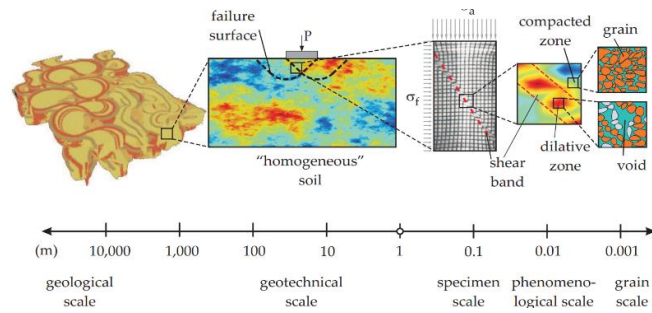 failure
surface
P
σa
compacted
zone
grain
σf
"homogeneous"
soil
shear
band
dilative
zone
void
(m) 10,000 1,000 100 10 1 0.1 0.01 0.001
geological
scale
geotechnical
scale
specimen
scale
phenomeno-
logical scale
grain
scale